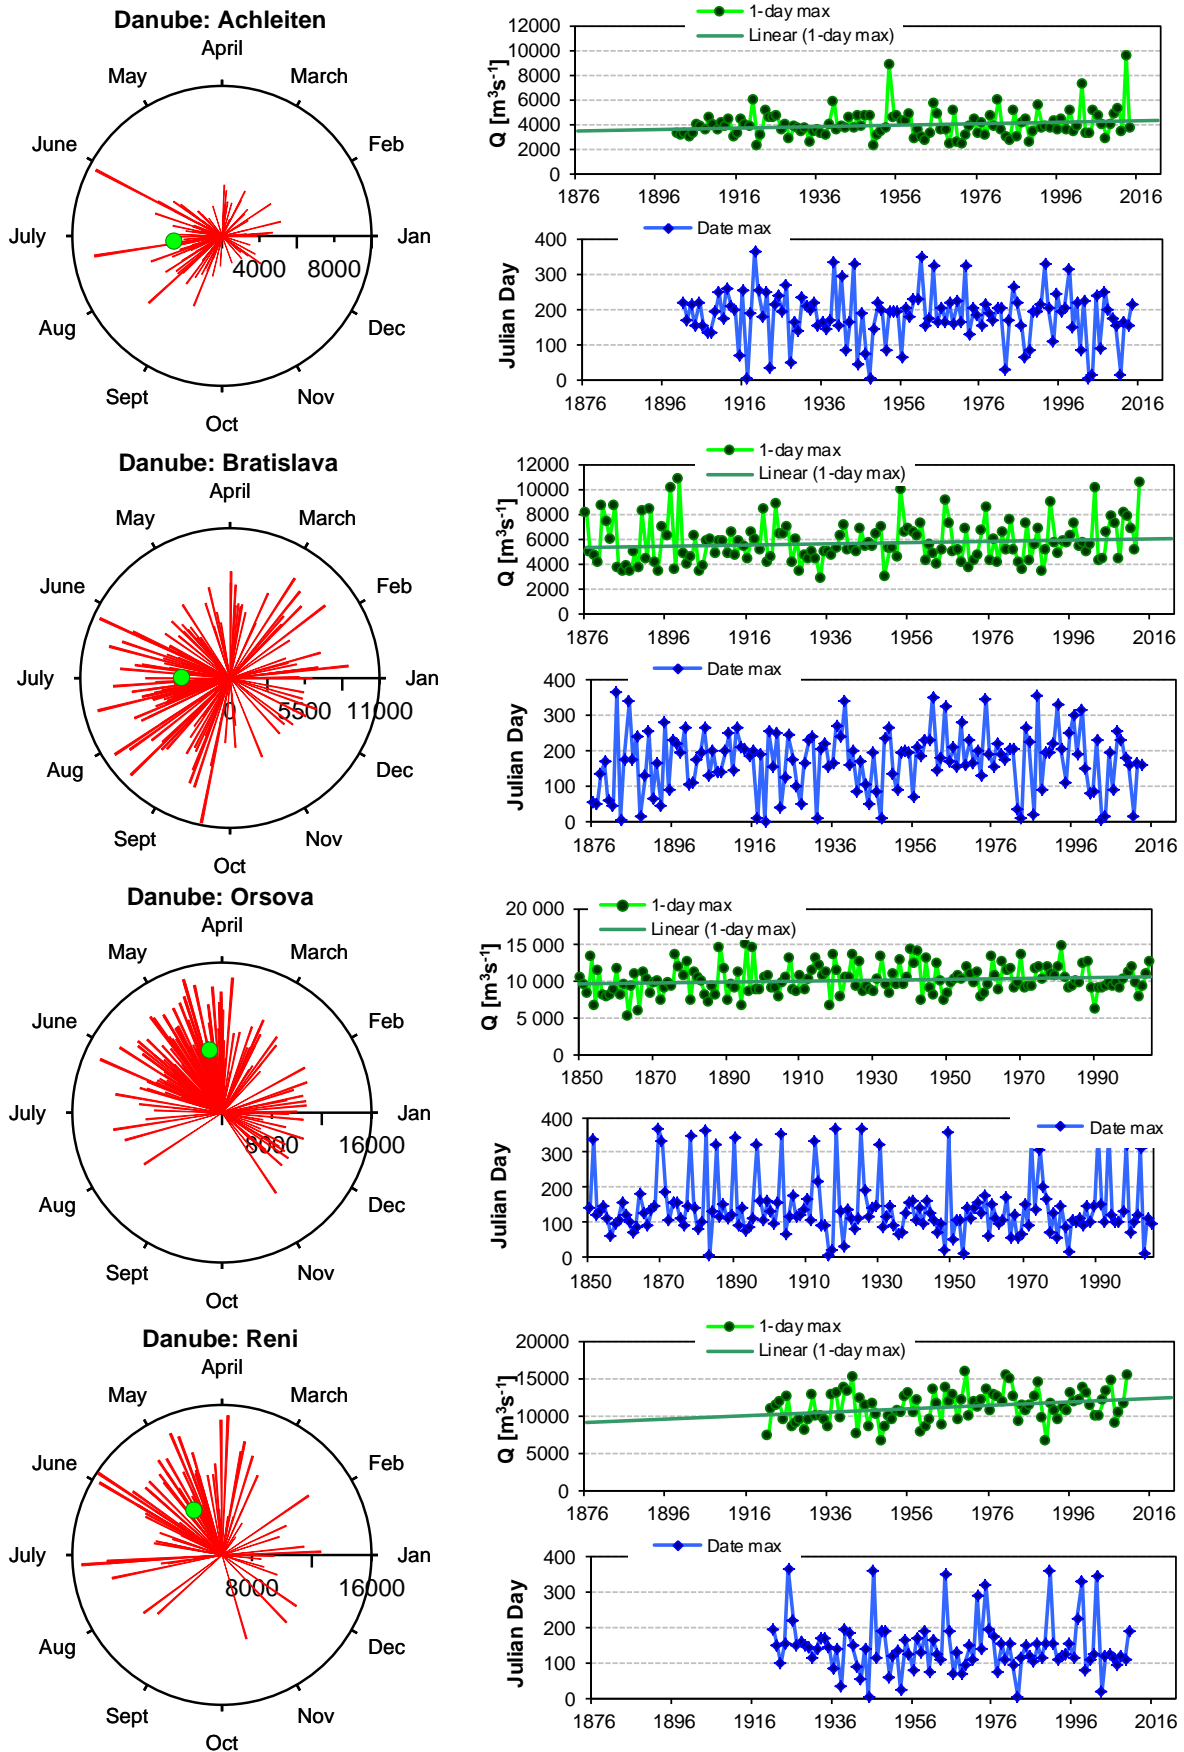 Danube: Achleiten
April
May
March
June
Feb
July
Jan
4000 8000
Aug
Dec
Sept
Nov
Oct
1-day max
Linear (1-day max)
Q [m³s⁻¹]
12000
10000
8000
6000
4000
2000
0
1876 1896 1916 1936 1956 1976 1996 2016
Date max
Julian Day
400
300
200
100
0
1876 1896 1916 1936 1956 1976 1996 2016
Danube: Bratislava
April
May
March
June
Feb
July
Jan
0 5500 11000
Aug
Dec
Sept
Nov
Oct
1-day max
Linear (1-day max)
Q [m³s⁻¹]
12000
10000
8000
6000
4000
2000
0
1876 1896 1916 1936 1956 1976 1996 2016
Date max
Julian Day
400
300
200
100
0
1876 1896 1916 1936 1956 1976 1996 2016
Danube: Orsova
April
May
March
June
Feb
July
Jan
8000 16000
Aug
Dec
Sept
Nov
Oct
1-day max
Linear (1-day max)
Q [m³s⁻¹]
20 000
15 000
10 000
5 000
0
1850 1870 1890 1910 1930 1950 1970 1990
Date max
Julian Day
400
300
200
100
0
1850 1870 1890 1910 1930 1950 1970 1990
Danube: Reni
April
May
March
June
Feb
July
Jan
8000 16000
Aug
Dec
Sept
Nov
Oct
1-day max
Linear (1-day max)
Q [m³s⁻¹]
20000
15000
10000
5000
0
1876 1896 1916 1936 1956 1976 1996 2016
Date max
Julian Day
400
300
200
100
0
1876 1896 1916 1936 1956 1976 1996 2016